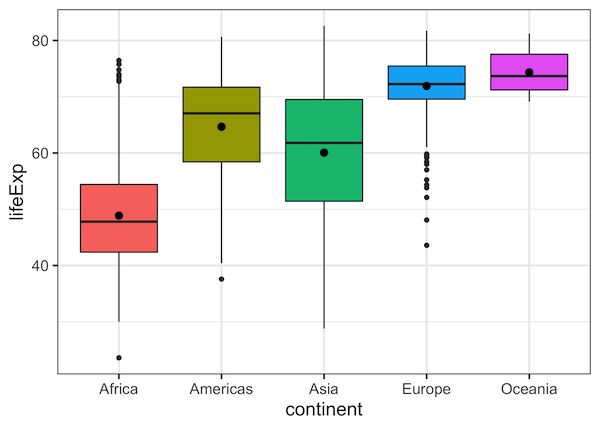 lifeExp
80
60
40
Africa
Americas
Asia
Europe
Oceania
continent